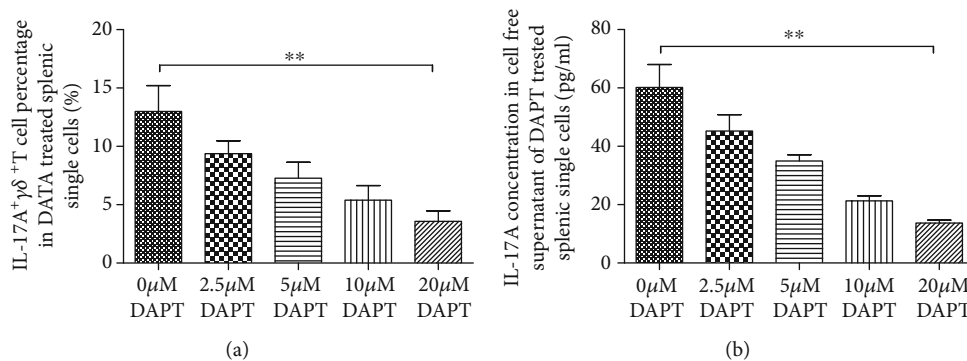 IL-17A⁺γδ ⁺T cell percentage
in DATA treated splenic
single cells (%)
20
15
10
5
0
**
0μM
DAPT
2.5μM
DAPT
5μM
DAPT
10μM
DAPT
20μM
DAPT
(a)
IL-17A concentration in cell free
supernatant of DAPT trested
splenic single cells (pg/ml)
80
60
40
20
0
**
0μM
DAPT
2.5μM
DAPT
5μM
DAPT
10μM
DAPT
20μM
DAPT
(b)